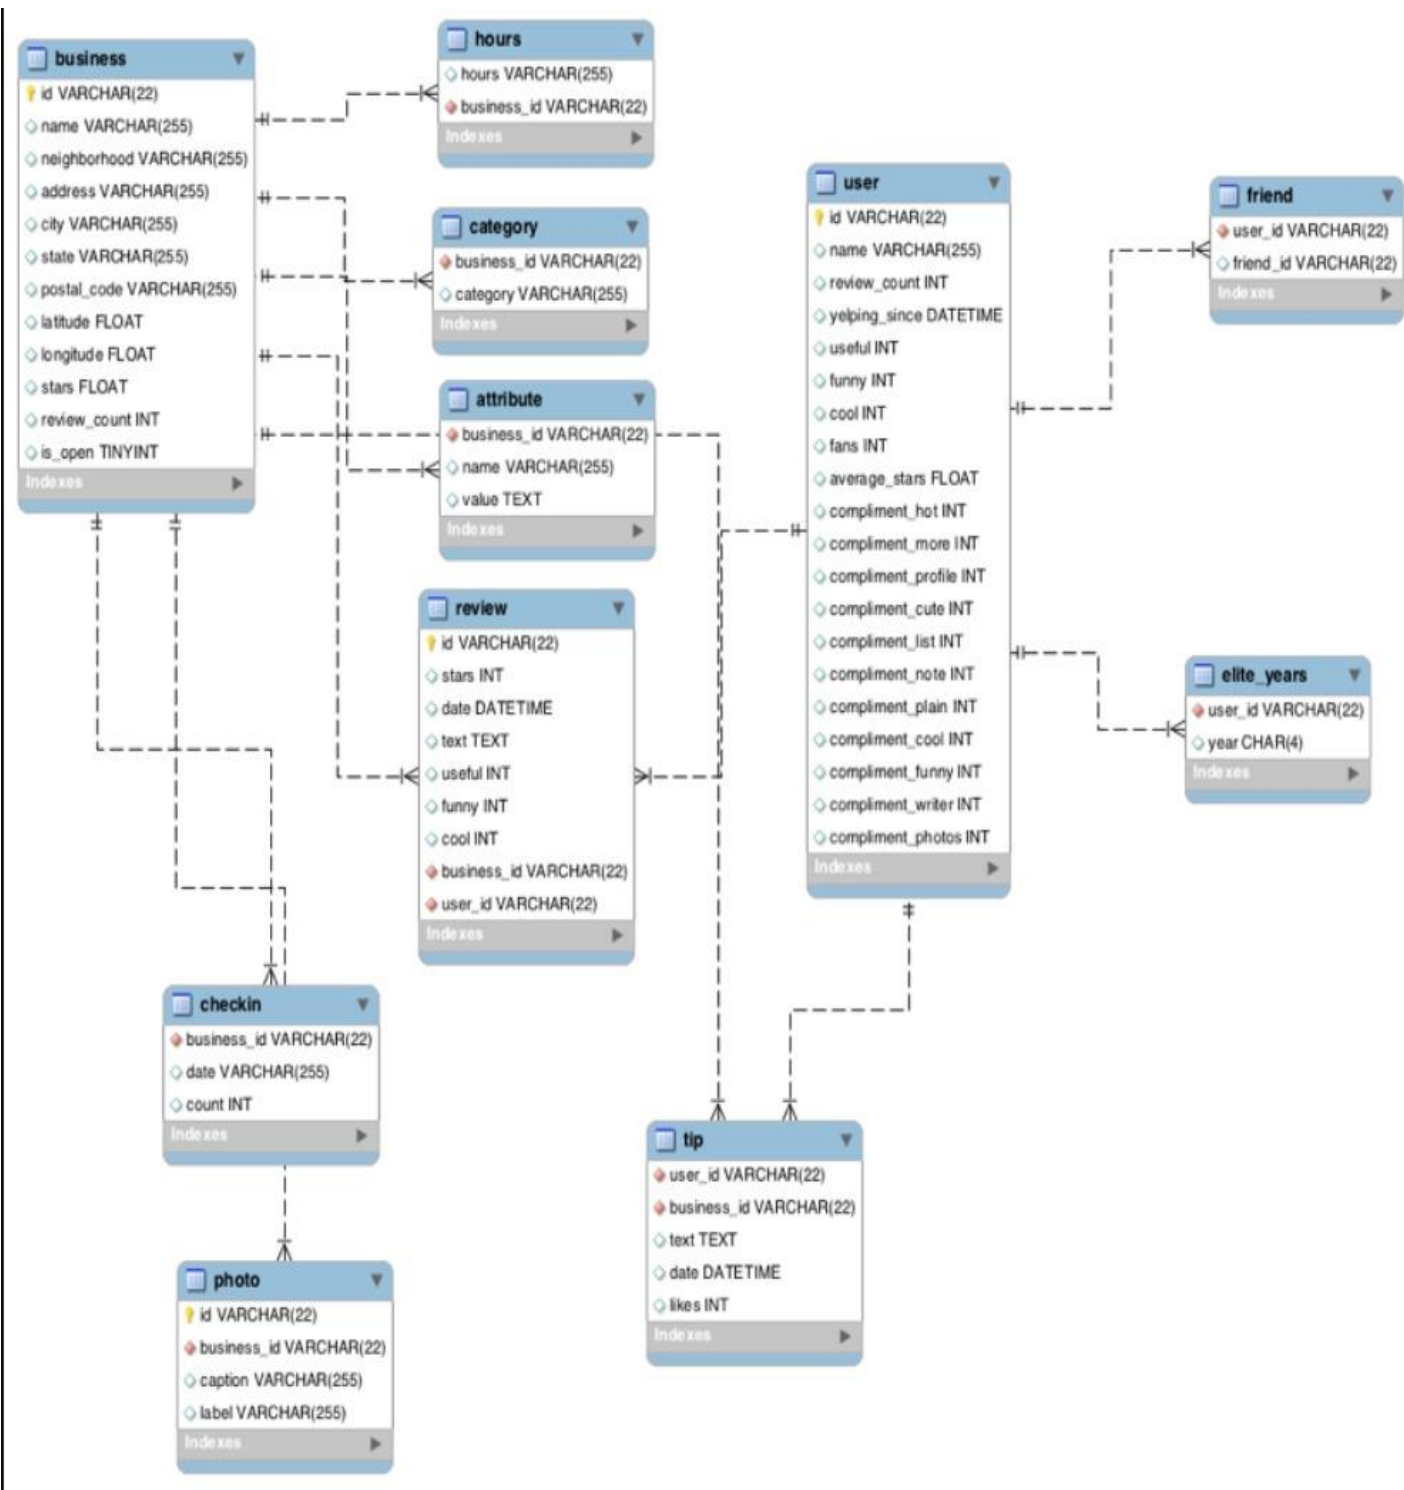 business
id VARCHAR(22)
name VARCHAR(255)
neighborhood VARCHAR(255)
address VARCHAR(255)
city VARCHAR(255)
state VARCHAR(255)
postal_code VARCHAR(255)
latitude FLOAT
longitude FLOAT
stars FLOAT
review_count INT
is_open TINYINT
Indexes
hours
hours VARCHAR(255)
business_id VARCHAR(22)
Indexes
category
business_id VARCHAR(22)
category VARCHAR(255)
Indexes
attribute
business_id VARCHAR(22)
name VARCHAR(255)
value TEXT
Indexes
review
id VARCHAR(22)
stars INT
date DATETIME
text TEXT
useful INT
funny INT
cool INT
business_id VARCHAR(22)
user_id VARCHAR(22)
Indexes
user
id VARCHAR(22)
name VARCHAR(255)
review_count INT
yelping_since DATETIME
useful INT
funny INT
cool INT
fans INT
average_stars FLOAT
compliment_hot INT
compliment_more INT
compliment_profile INT
compliment_cute INT
compliment_list INT
compliment_note INT
compliment_plain INT
compliment_cool INT
compliment_funny INT
compliment_writer INT
compliment_photos INT
Indexes
friend
user_id VARCHAR(22)
friend_id VARCHAR(22)
Indexes
elite_years
user_id VARCHAR(22)
year CHAR(4)
Indexes
checkin
business_id VARCHAR(22)
date VARCHAR(255)
count INT
Indexes
tip
user_id VARCHAR(22)
business_id VARCHAR(22)
text TEXT
date DATETIME
likes INT
Indexes
photo
id VARCHAR(22)
business_id VARCHAR(22)
caption VARCHAR(255)
label VARCHAR(255)
Indexes